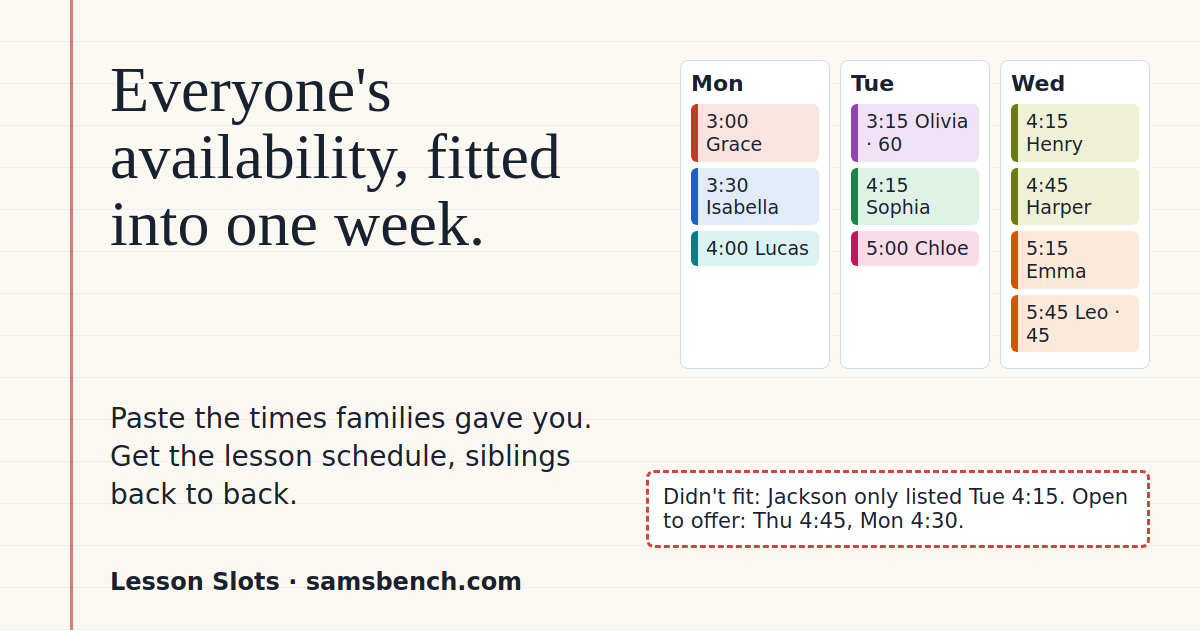 Everyone's
availability, fitted
into one week.
Paste the times families gave you.
Get the lesson schedule, siblings
back to back.
Lesson Slots · samsbench.com
Mon
3:00
Grace
3:30
Isabella
4:00 Lucas
Tue
3:15 Olivia
· 60
4:15
Sophia
5:00 Chloe
Wed
4:15
Henry
4:45
Harper
5:15
Emma
5:45 Leo ·
45
Didn't fit: Jackson only listed Tue 4:15. Open
to offer: Thu 4:45, Mon 4:30.